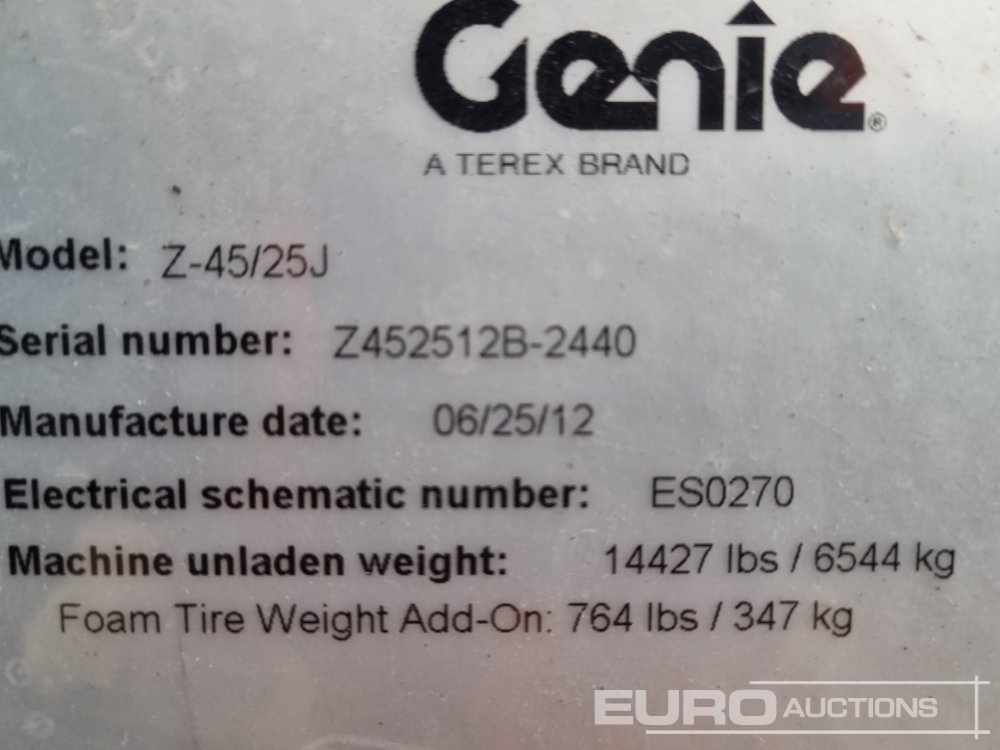 Genie®
A TEREX BRAND
Model: Z-45/25J
Serial number: Z452512B-2440
Manufacture date: 06/25/12
Electrical schematic number: ES0270
Machine unladen weight: 14427 lbs / 6544 kg
Foam Tire Weight Add-On: 764 lbs / 347 kg
EURO AUCTIONS